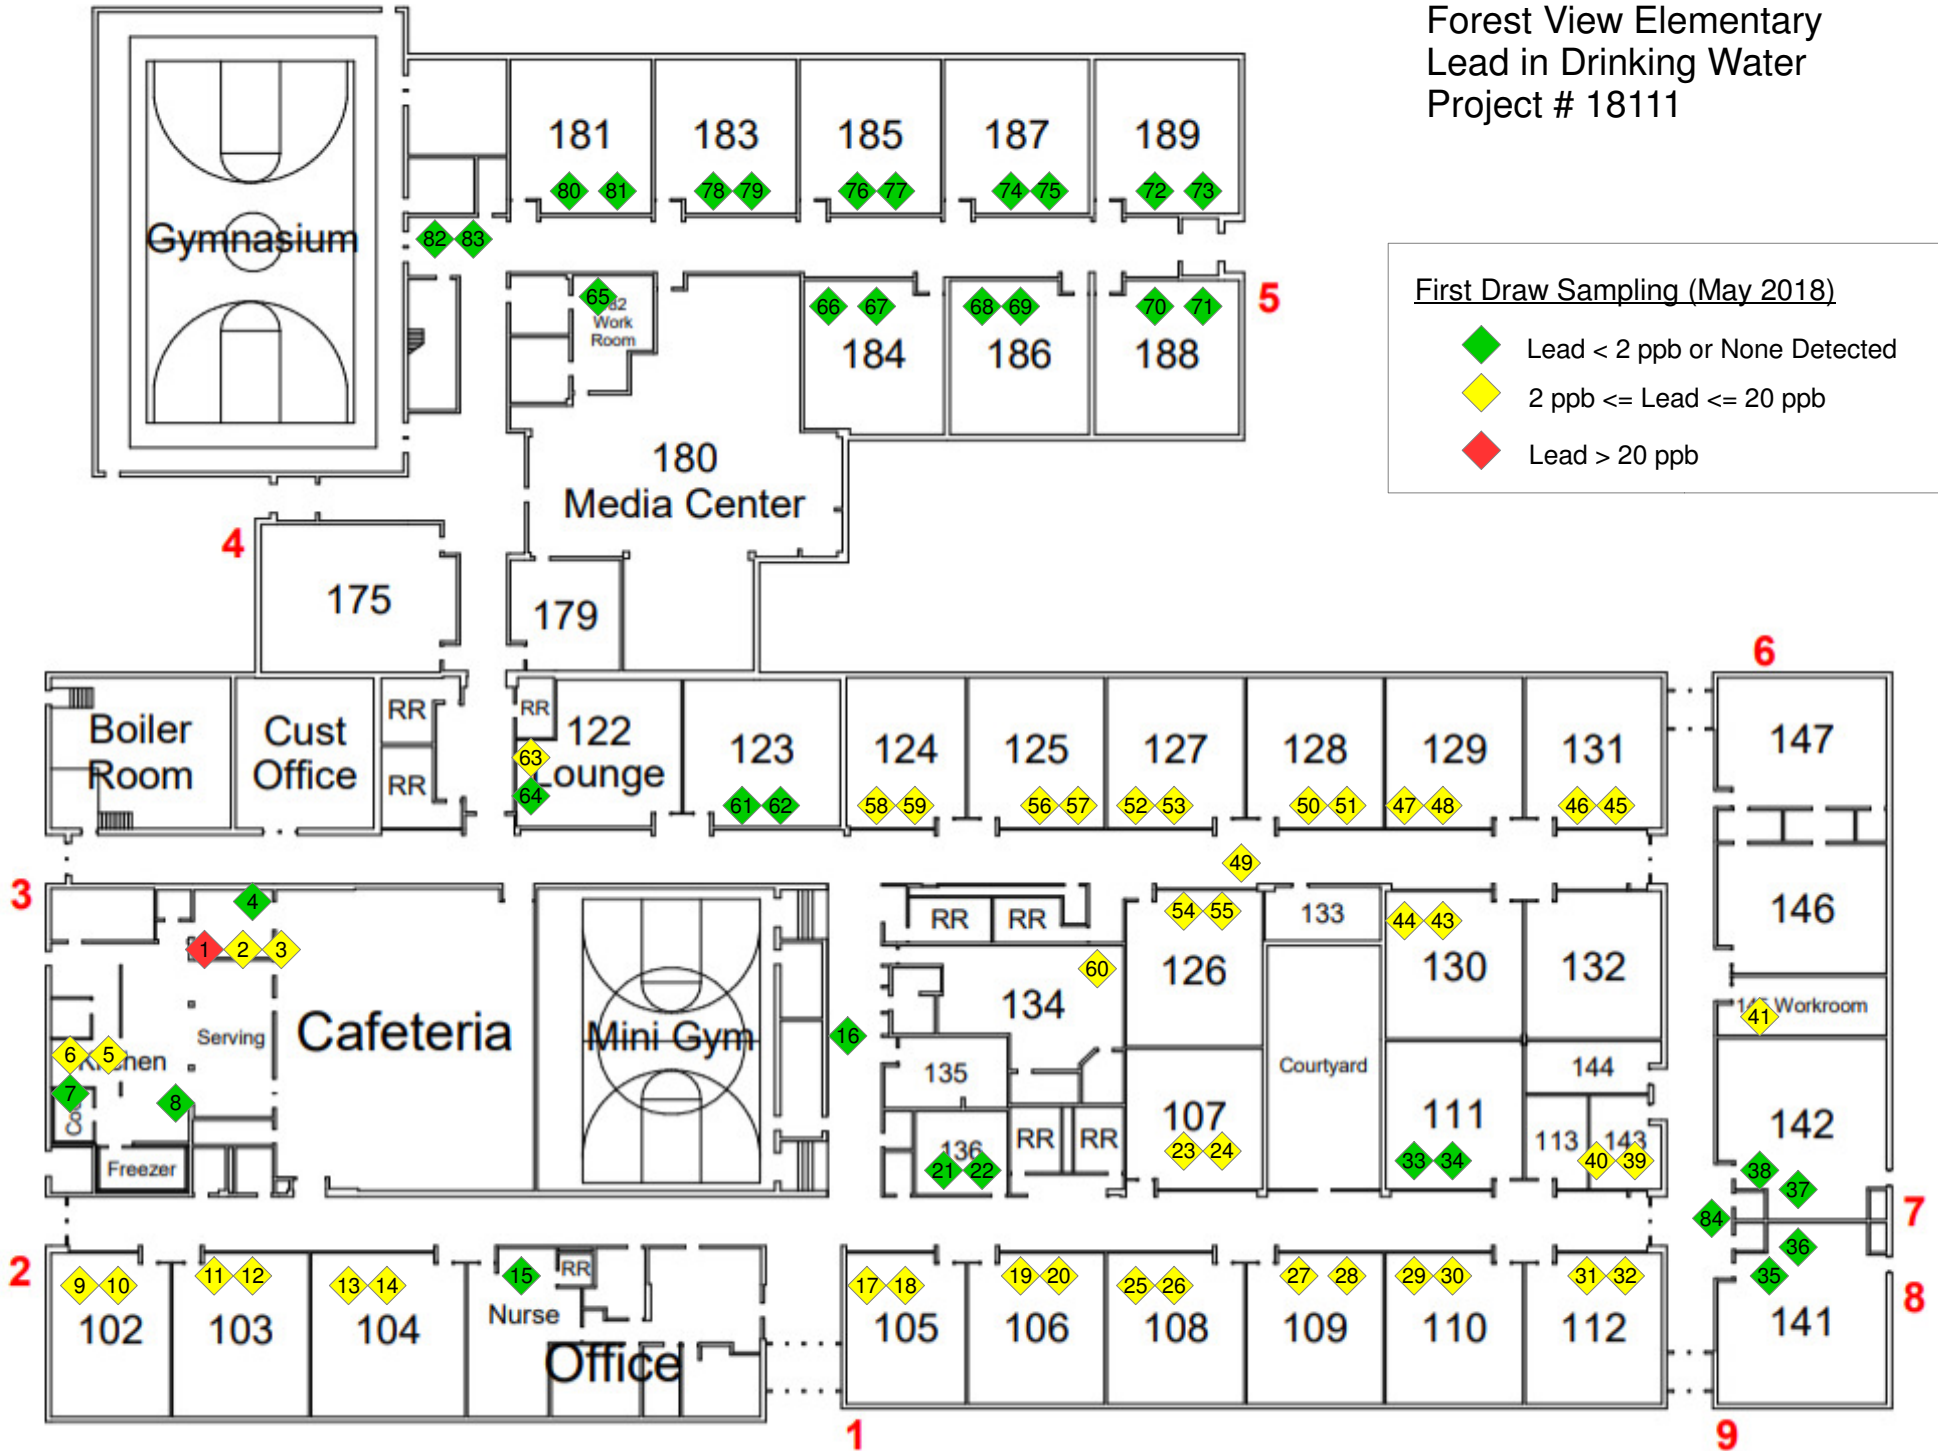 Forest View Elementary
Lead in Drinking Water
Project # 18111
181
183
185
187
189
80 81
78 79
76 77
74 75
72 73
Gymnasium
82 83
First Draw Sampling (May 2018)
Lead < 2 ppb or None Detected
2 ppb <= Lead <= 20 ppb
Lead > 20 ppb
65
Work
Room
66 67
184
68 69
186
70 71
188
5
180
Media Center
4
175
179
6
Boiler
Room
Cust
Office
RR
RR
RR
122
Lounge
63
64
123
61 62
124
58 59
125
56 57
127
52 53
128
50 51
129
47 48
131
46 45
147
49
3
4
1 2 3
Serving
Cafeteria
Mini Gym
16
6 5
Kitchen
7
8
Freezer
RR
RR
60
134
135
136
21 22
RR
RR
54 55
126
133
107
23 24
Courtyard
44 43
130
132
144
111
33 34
113
143
40 39
146
Workroom
41
142
38
37
7
84
36
35
141
8
9
2
9 10
102
11 12
103
13 14
104
15
RR
Nurse
Office
17 18
105
19 20
106
25 26
108
27 28
109
29 30
110
31 32
112
1